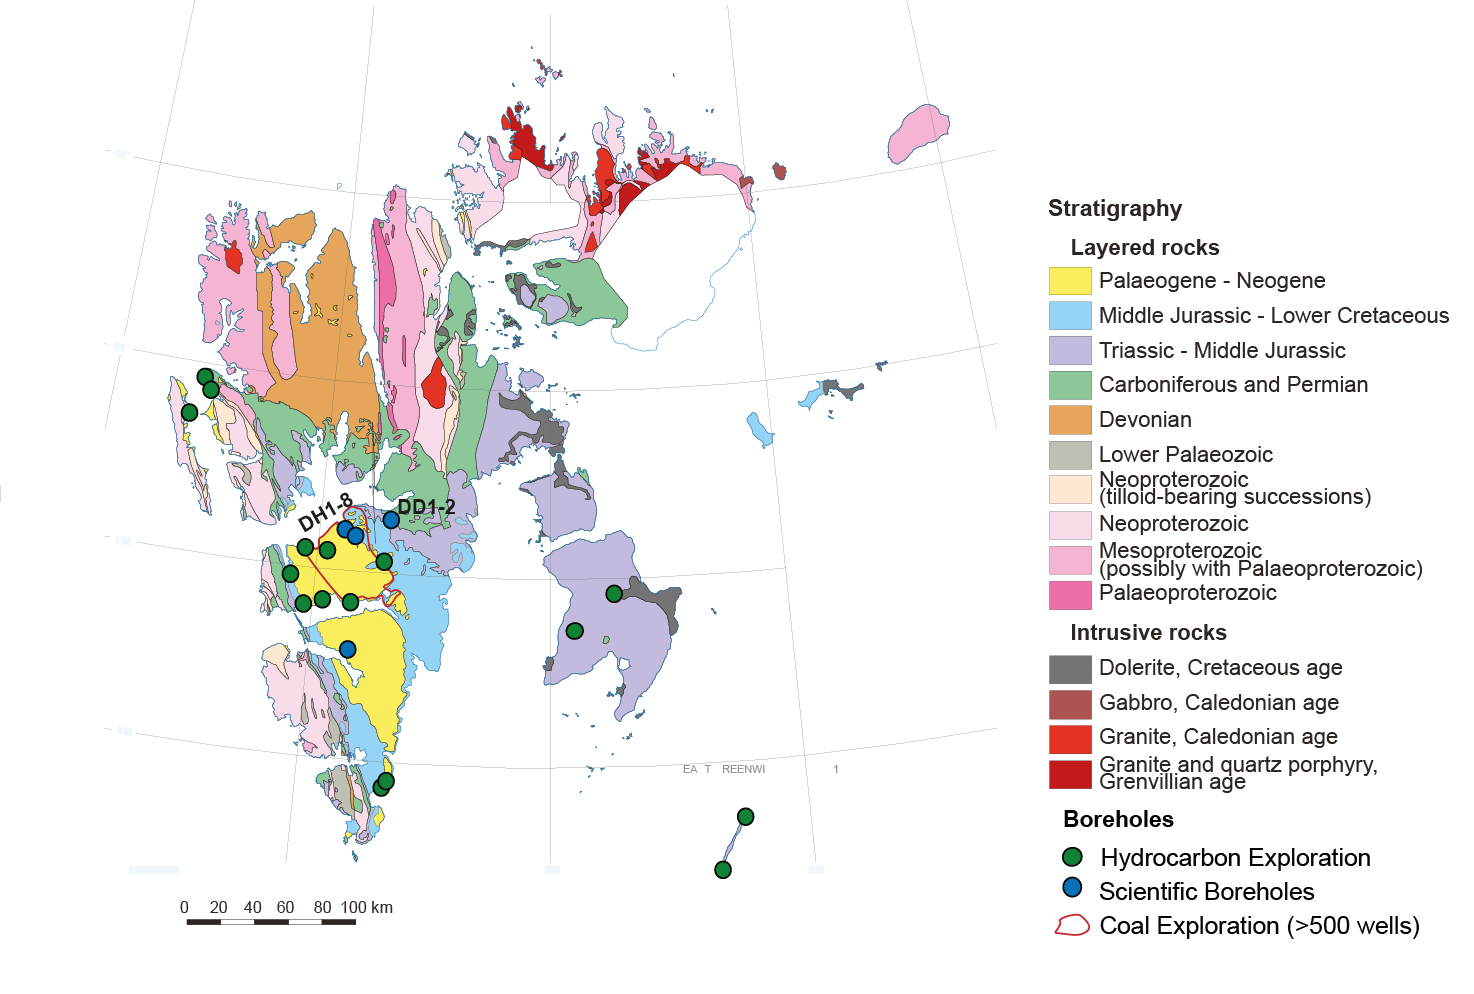 Stratigraphy
Layered rocks
Palaeogene - Neogene
Middle Jurassic - Lower Cretaceous
Triassic - Middle Jurassic
Carboniferous and Permian
Devonian
Lower Palaeozoic
Neoproterozoic
(tilloid-bearing successions)
Neoproterozoic
Mesoproterozoic
(possibly with Palaeoproterozoic)
Palaeoproterozoic
Intrusive rocks
Dolerite, Cretaceous age
Gabbro, Caledonian age
Granite, Caledonian age
Granite and quartz porphyry,
Grenvillian age
Boreholes
Hydrocarbon Exploration
Scientific Boreholes
Coal Exploration (>500 wells)
DH1-8
DD1-2
EA T REENWI 1
0 20 40 60 80 100 km